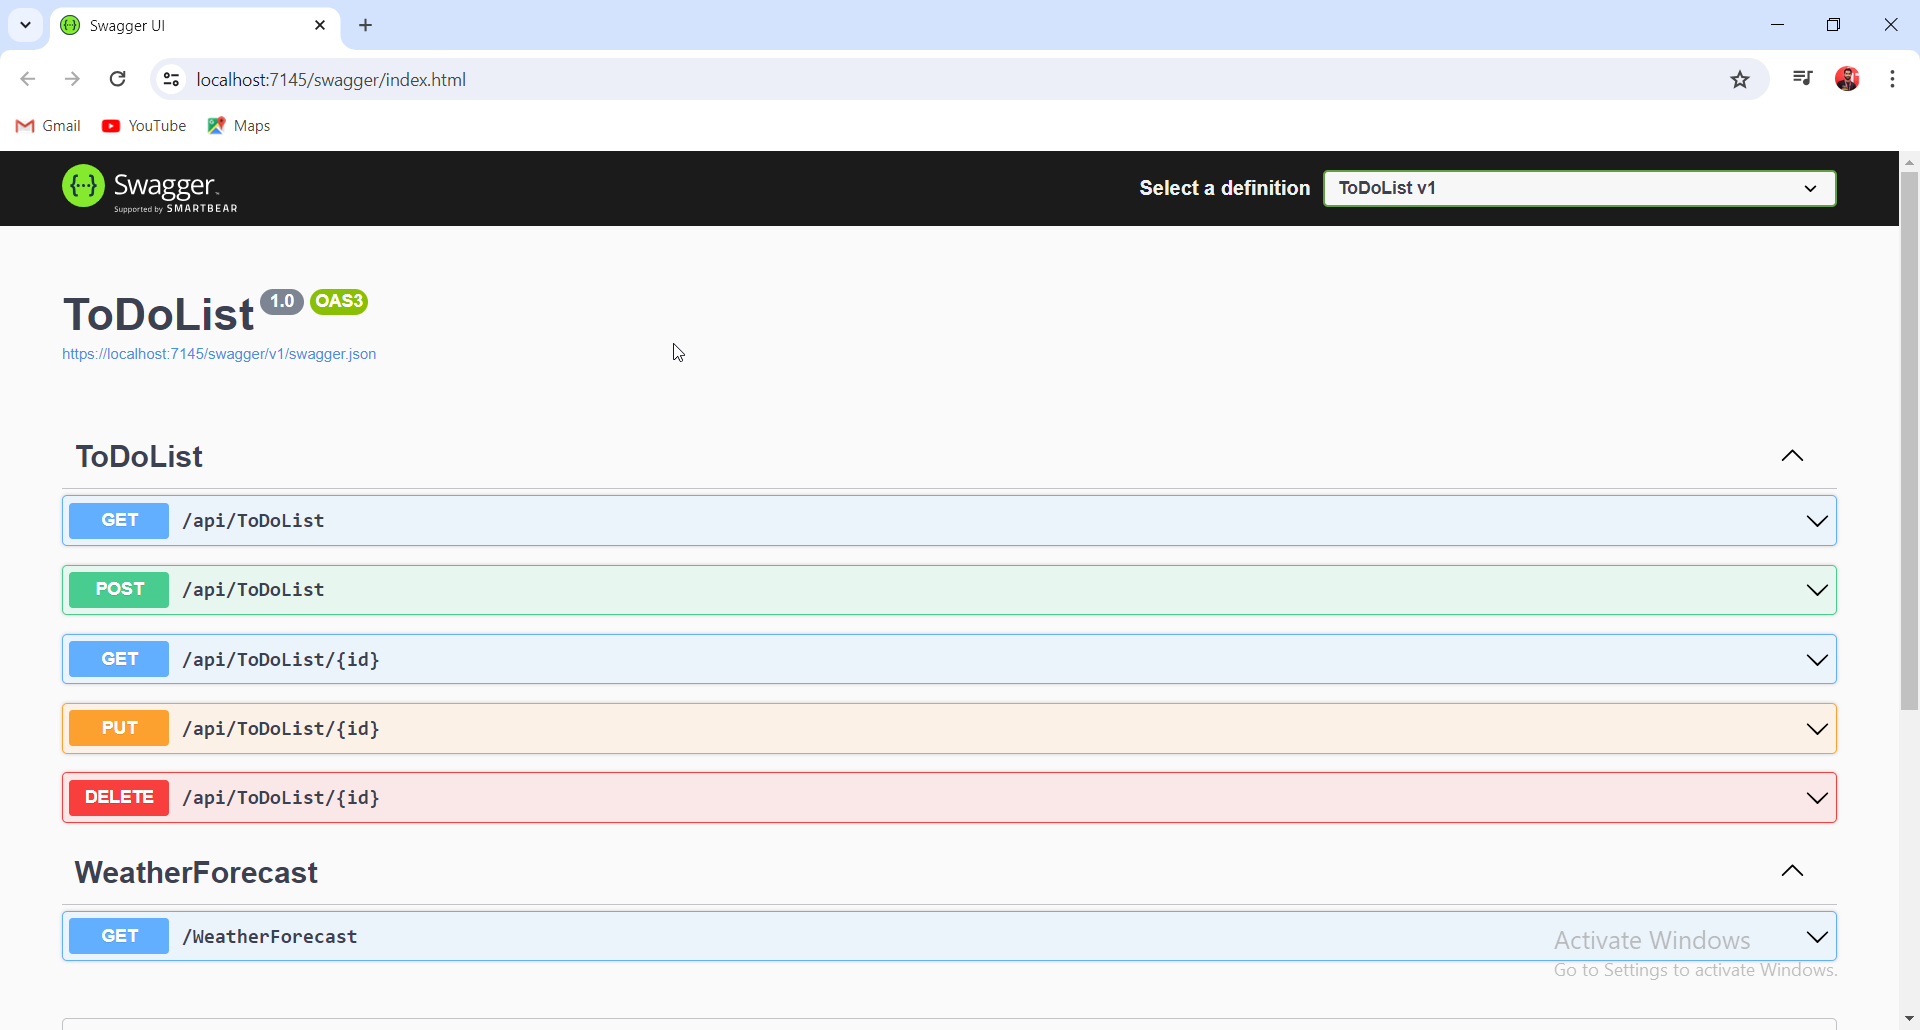 Swagger UI
localhost:7145/swagger/index.html
Gmail YouTube Maps
Swagger
Supported by SMARTBEAR
Select a definition ToDoList v1
ToDoList 1.0 OAS3
https://localhost:7145/swagger/v1/swagger.json
ToDoList
GET /api/ToDoList
POST /api/ToDoList
GET /api/ToDoList/{id}
PUT /api/ToDoList/{id}
DELETE /api/ToDoList/{id}
WeatherForecast
GET /WeatherForecast
Activate Windows
Go to Settings to activate Windows.